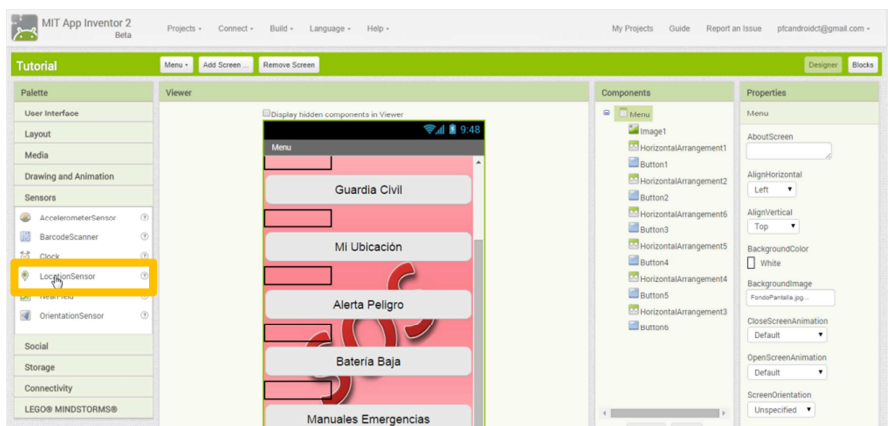 MIT App Inventor 2
Beta
Projects Connect Build Language Help
My Projects Guide Report an Issue pfcandroidct@gmail.com
Tutorial
Menu Add Screen ... Remove Screen
Designer Blocks
Palette
User Interface
Layout
Media
Drawing and Animation
Sensors
AccelerometerSensor
BarcodeScanner
Clock
LocationSensor
NearField
OrientationSensor
Social
Storage
Connectivity
LEGO® MINDSTORMS®
Viewer
Display hidden components in Viewer
9:48
Menu
Guardia Civil
Mi Ubicación
Alerta Peligro
Batería Baja
Manuales Emergencias
SOS
Components
Menu
Image1
HorizontalArrangement1
Button1
HorizontalArrangement2
Button2
HorizontalArrangement6
Button3
HorizontalArrangement5
Button4
HorizontalArrangement4
Button5
HorizontalArrangement3
Button6
Properties
Menu
AboutScreen
AlignHorizontal
Left
AlignVertical
Top
BackgroundColor
White
BackgroundImage
FondoPantalla.jpg...
CloseScreenAnimation
Default
OpenScreenAnimation
Default
ScreenOrientation
Unspecified